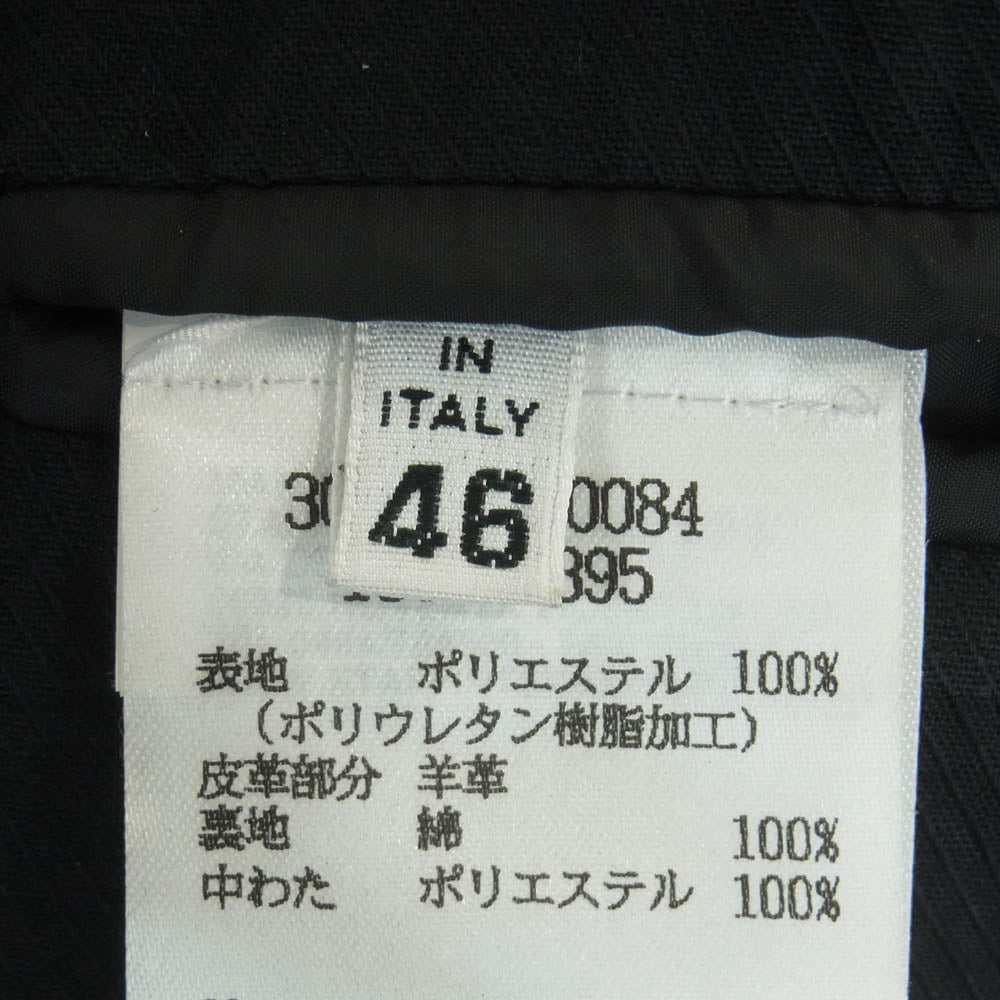 IN
ITALY
46
0084
895
表地 ポリエステル 100%
(ポリウレタン樹脂加工)
皮革部分 羊革
裏地 綿 100%
中わた ポリエステル 100%